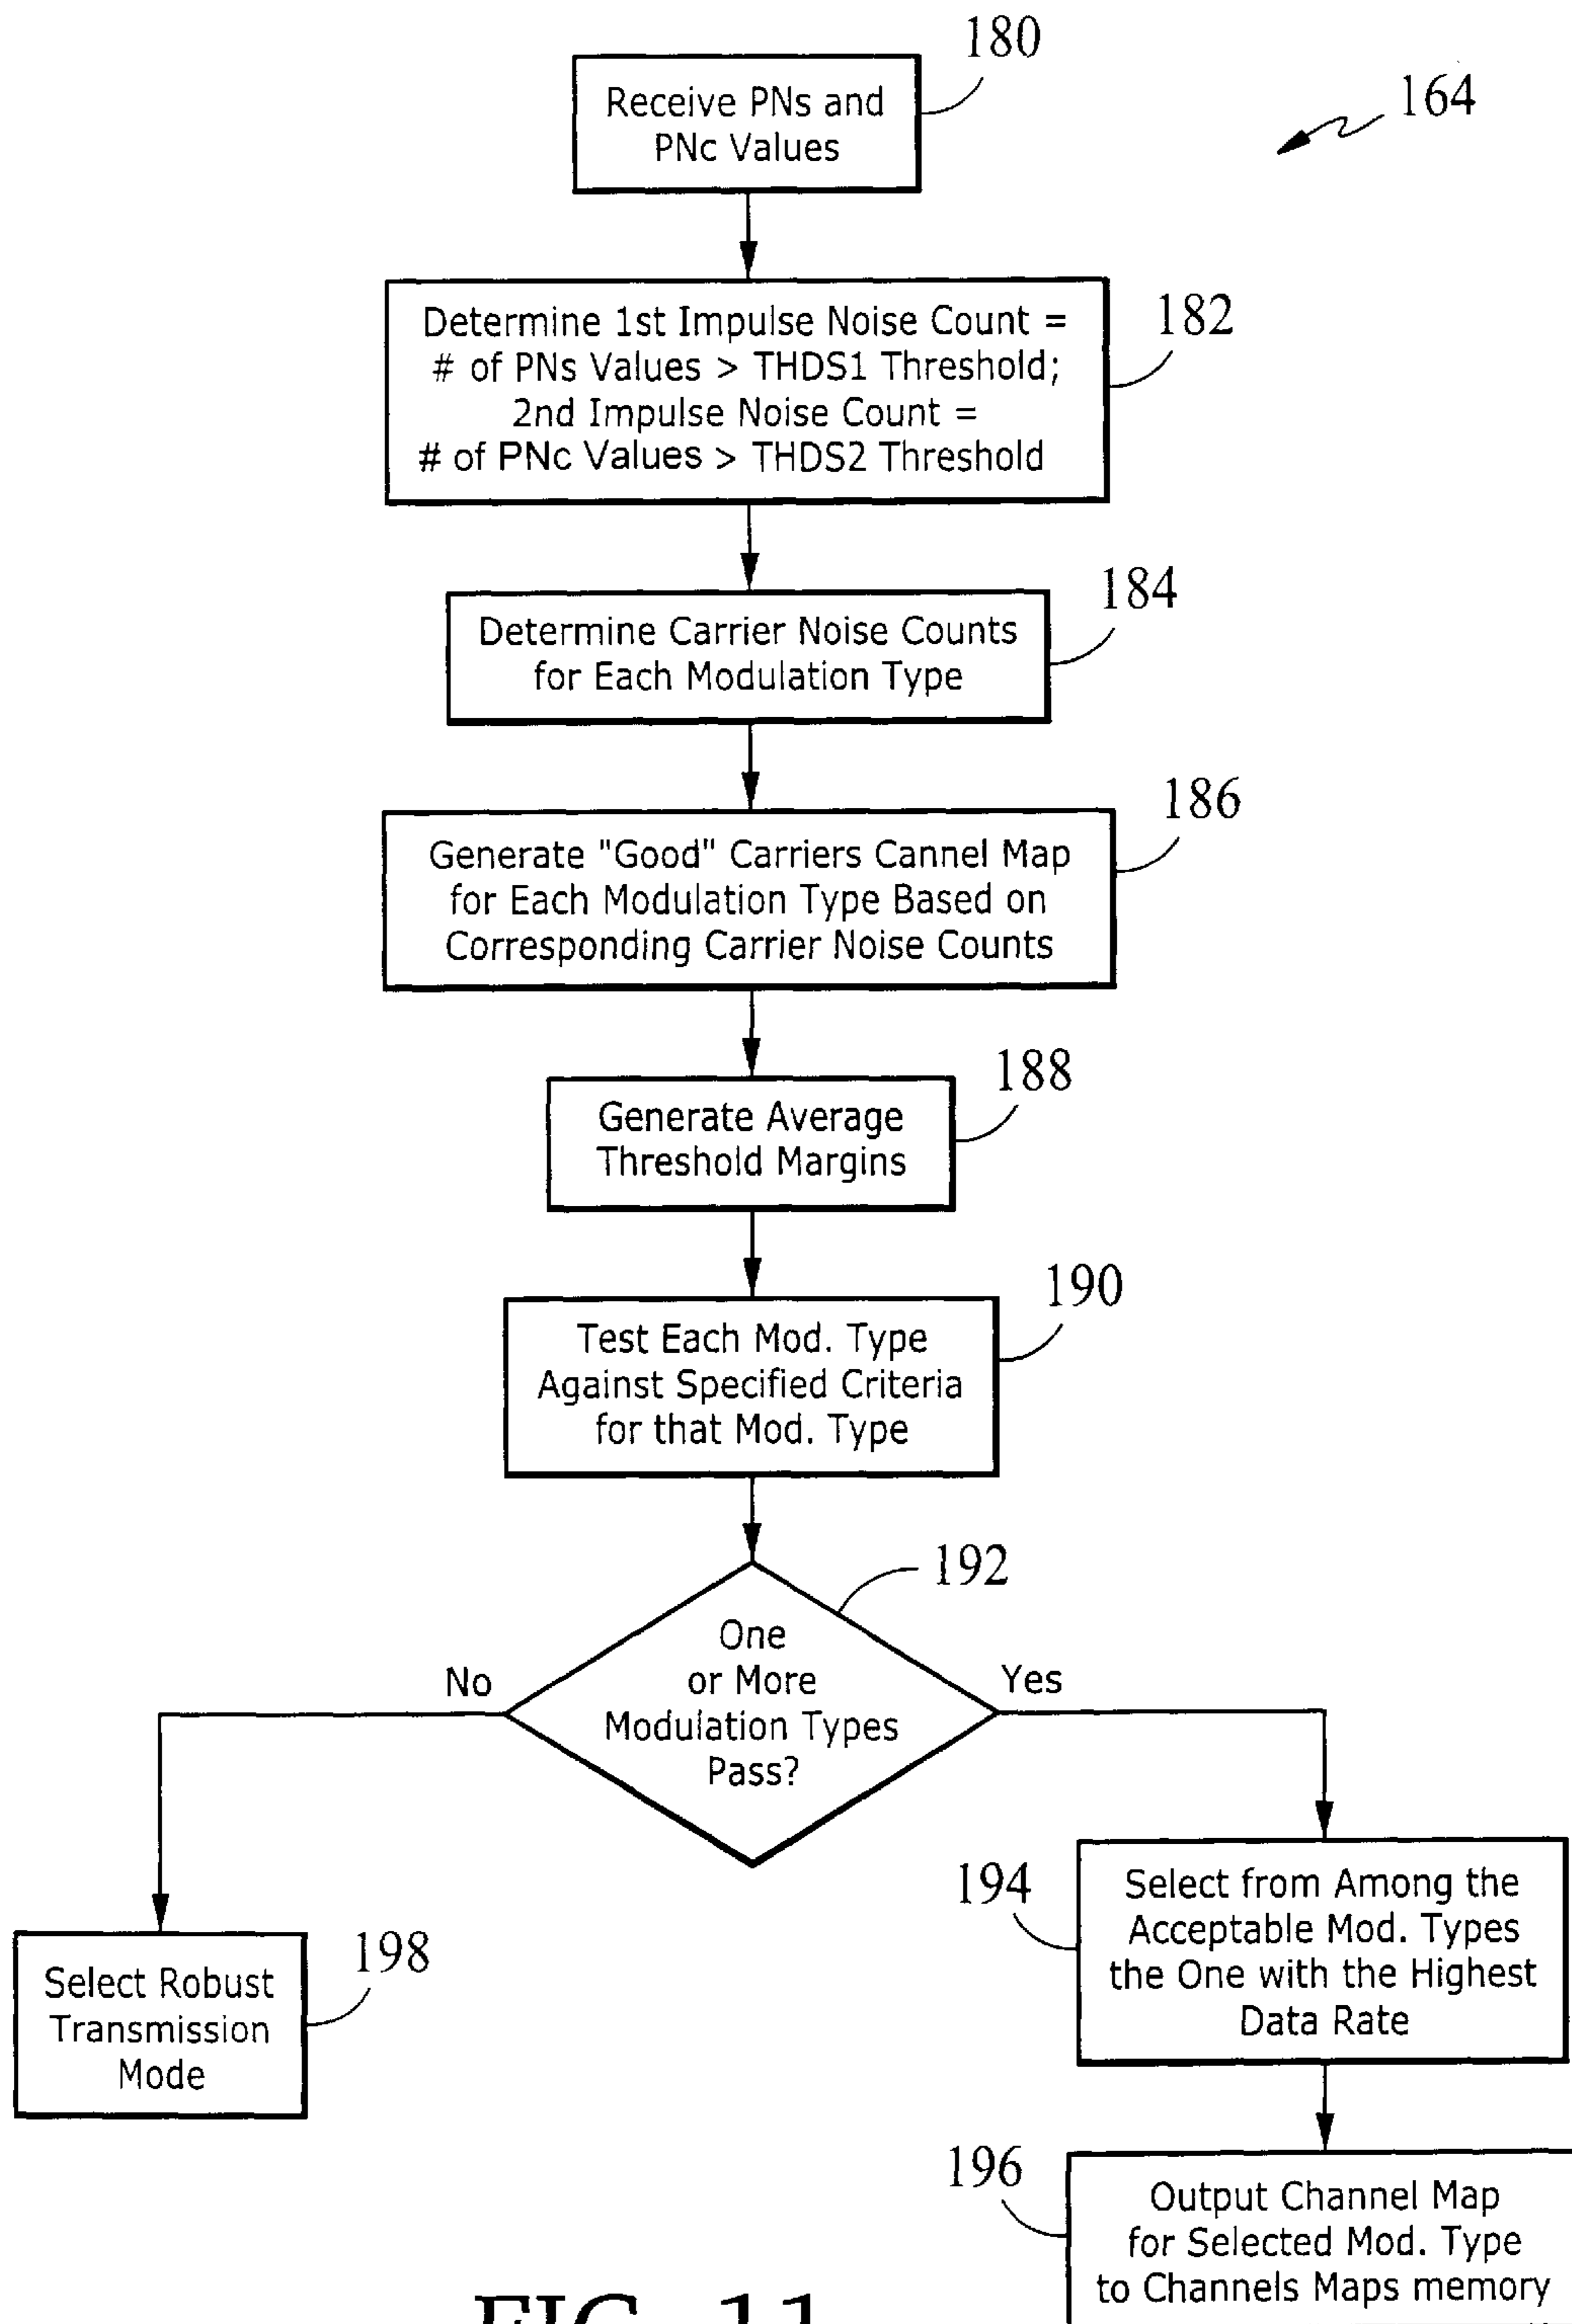 180
Receive PNs and
PNc Values
164
182
Determine 1st Impulse Noise Count =
# of PNs Values > THDS1 Threshold;
2nd Impulse Noise Count =
# of PNc Values > THDS2 Threshold
184
Determine Carrier Noise Counts
for Each Modulation Type
186
Generate "Good" Carriers Cannel Map
for Each Modulation Type Based on
Corresponding Carrier Noise Counts
188
Generate Average
Threshold Margins
190
Test Each Mod. Type
Against Specified Criteria
for that Mod. Type
192
One
or More
Modulation Types
Pass?
No
Yes
194
Select from Among the
Acceptable Mod. Types
the One with the Highest
Data Rate
198
Select Robust
Transmission
Mode
196
Output Channel Map
for Selected Mod. Type
to Channels Maps memory
FIG. 11